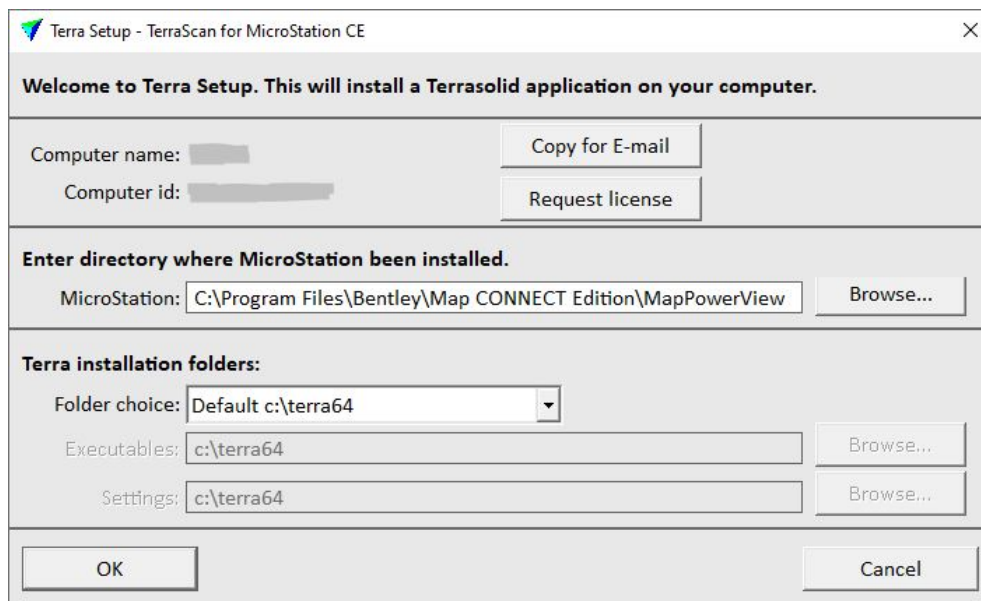 Terra Setup - TerraScan for MicroStation CE
Welcome to Terra Setup. This will install a Terrasolid application on your computer.
Computer name:
Copy for E-mail
Computer id:
Request license
Enter directory where MicroStation been installed.
MicroStation: C:\Program Files\Bentley\Map CONNECT Edition\MapPowerView Browse...
Terra installation folders:
Folder choice: Default c:\terra64
Executables: c:\terra64 Browse...
Settings: c:\terra64 Browse...
OK Cancel